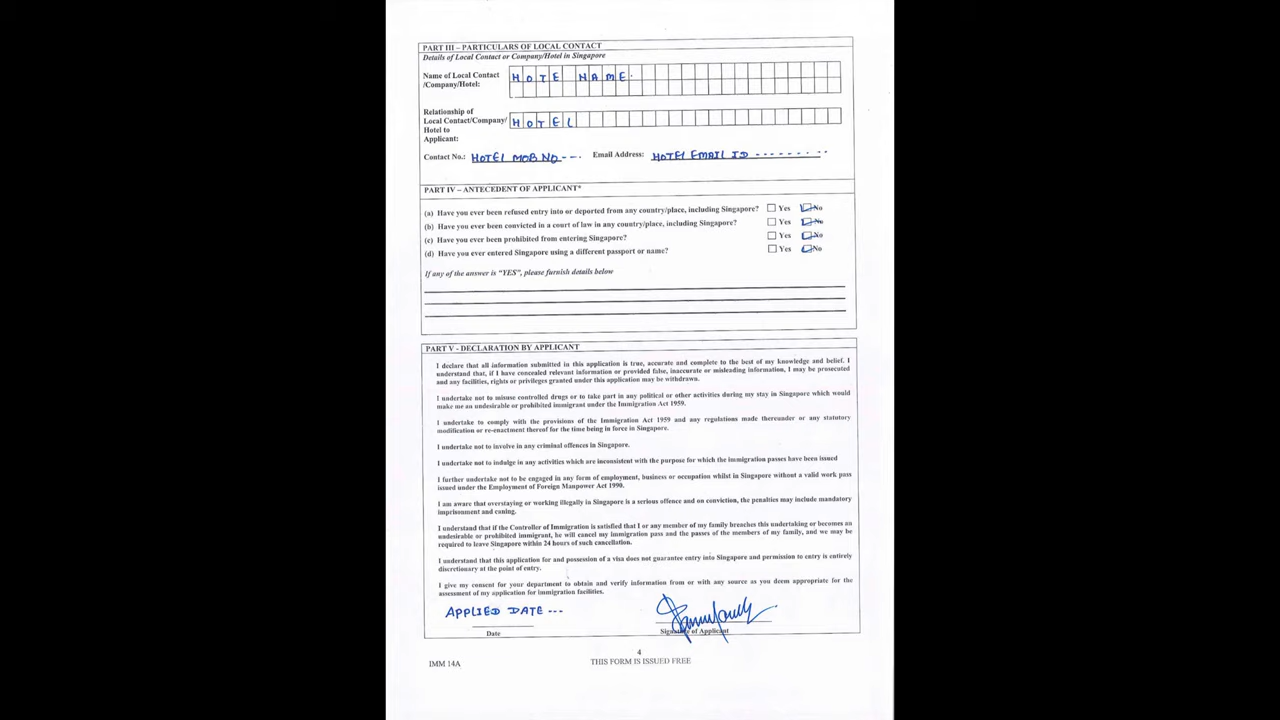 PART III – PARTICULARS OF LOCAL CONTACT
Details of Local Contact or Company/Hotel in Singapore
Name of Local Contact
/Company/Hotel:
HOTE NAME.
Relationship of
Local Contact/Company/
Hotel to
Applicant:
HOTEL
Contact No.: HOTEL MOB NO --- Email Address: HOTEL EMAIL ID ---------
PART IV – ANTECEDENT OF APPLICANT*
(a) Have you ever been refused entry into or deported from any country/place, including Singapore? Yes No
(b) Have you ever been convicted in a court of law in any country/place, including Singapore? Yes No
(c) Have you ever been prohibited from entering Singapore? Yes No
(d) Have you ever entered Singapore using a different passport or name? Yes No
If any of the answer is "YES", please furnish details below
PART V - DECLARATION BY APPLICANT
I declare that all information submitted in this application is true, accurate and complete to the best of my knowledge and belief. I
understand that, if I have concealed relevant information or provided false, inaccurate or misleading information, I may be prosecuted
and any facilities, rights or privileges granted under this application may be withdrawn.
I undertake not to misuse controlled drugs or to take part in any political or other activities during my stay in Singapore which would
make me an undesirable or prohibited immigrant under the Immigration Act 1959.
I undertake to comply with the provisions of the Immigration Act 1959 and any regulations made thereunder or any statutory
modification or re-enactment thereof for the time being in force in Singapore.
I undertake not to involve in any criminal offences in Singapore.
I undertake not to indulge in any activities which are inconsistent with the purpose for which the immigration passes have been issued
I further undertake not to be engaged in any form of employment, business or occupation whilst in Singapore without a valid work pass
issued under the Employment of Foreign Manpower Act 1990.
I am aware that overstaying or working illegally in Singapore is a serious offence and on conviction, the penalties may include mandatory
imprisonment and caning.
I understand that if the Controller of Immigration is satisfied that I or any member of my family breaches this undertaking or becomes an
undesirable or prohibited immigrant, he will cancel my immigration pass and the passes of the members of my family, and we may be
required to leave Singapore within 24 hours of such cancellation.
I understand that this application for and possession of a visa does not guarantee entry into Singapore and permission to entry is entirely
discretionary at the point of entry.
I give my consent for your department to obtain and verify information from or with any source as you deem appropriate for the
assessment of my application for immigration facilities.
APPLIED DATE ---
Date
Signature of Applicant
4
THIS FORM IS ISSUED FREE
IMM 14A